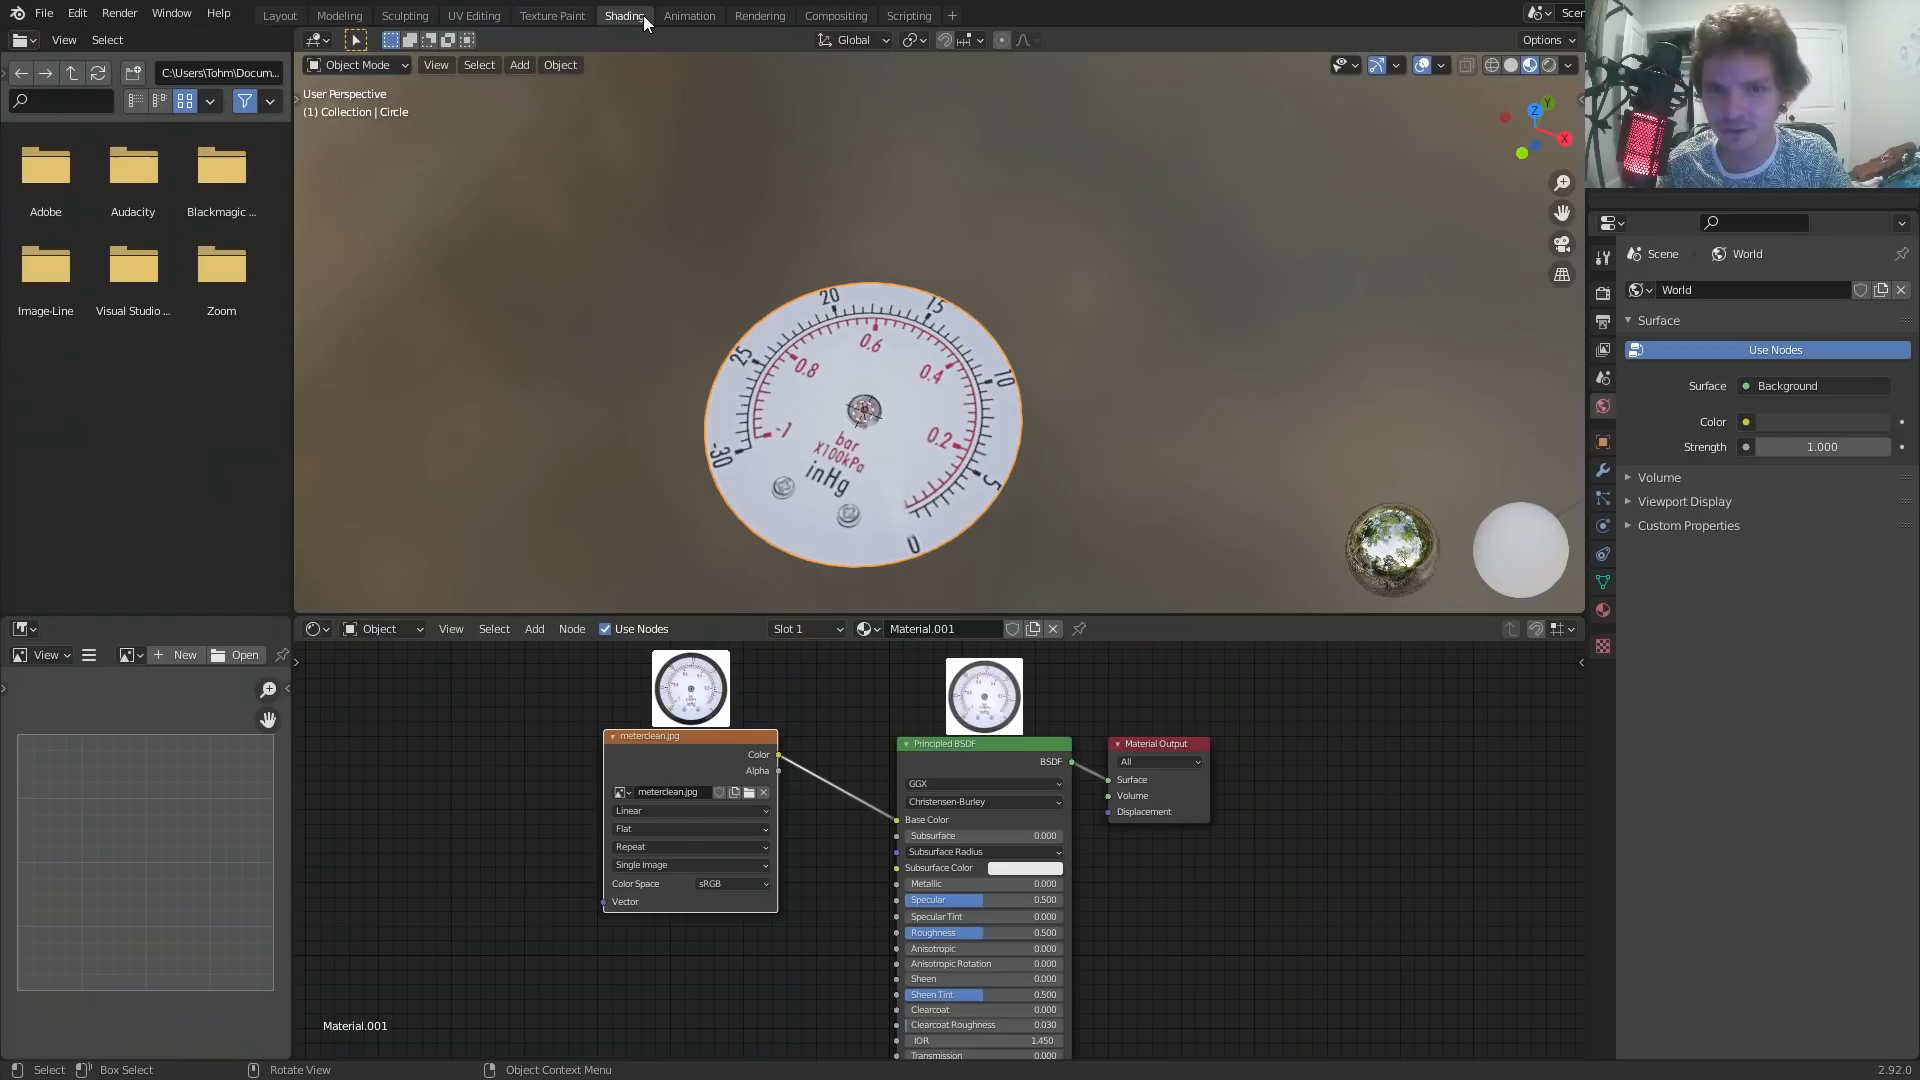 File Edit Render Window Help
Layout Modeling Sculpting UV Editing Texture Paint Shading Animation Rendering Compositing Scripting +
Scen
View Select
Global
Options
C:\Users\Tohm\Docum...
Object Mode View Select Add Object
User Perspective
(1) Collection | Circle
Z Y X
Adobe Audacity Blackmagic ...
Image-Line Visual Studio ... Zoom
20 15
25 0.6
0.8 0.4 10
-1 0.2
-30 bar
x100kPa
inHg 5
0
Scene World
World
Surface
Use Nodes
Surface Background
Color
Strength 1.000
Volume
Viewport Display
Custom Properties
Object View Select Add Node Use Nodes Slot 1 Material.001
View New Open
meterclean.jpg
Color
Alpha
meterclean.jpg
Linear
Flat
Repeat
Single Image
Color Space sRGB
Vector
Principled BSDF
BSDF
GGX
Christensen-Burley
Base Color
Subsurface 0.000
Subsurface Radius
Subsurface Color
Metallic 0.000
Specular 0.500
Specular Tint 0.000
Roughness 0.500
Anisotropic 0.000
Anisotropic Rotation 0.000
Sheen 0.000
Sheen Tint 0.500
Clearcoat 0.000
Clearcoat Roughness 0.030
IOR 1.450
Transmission 0.000
Material Output
All
Surface
Volume
Displacement
Material.001
Select Box Select Rotate View Object Context Menu 2.92.0